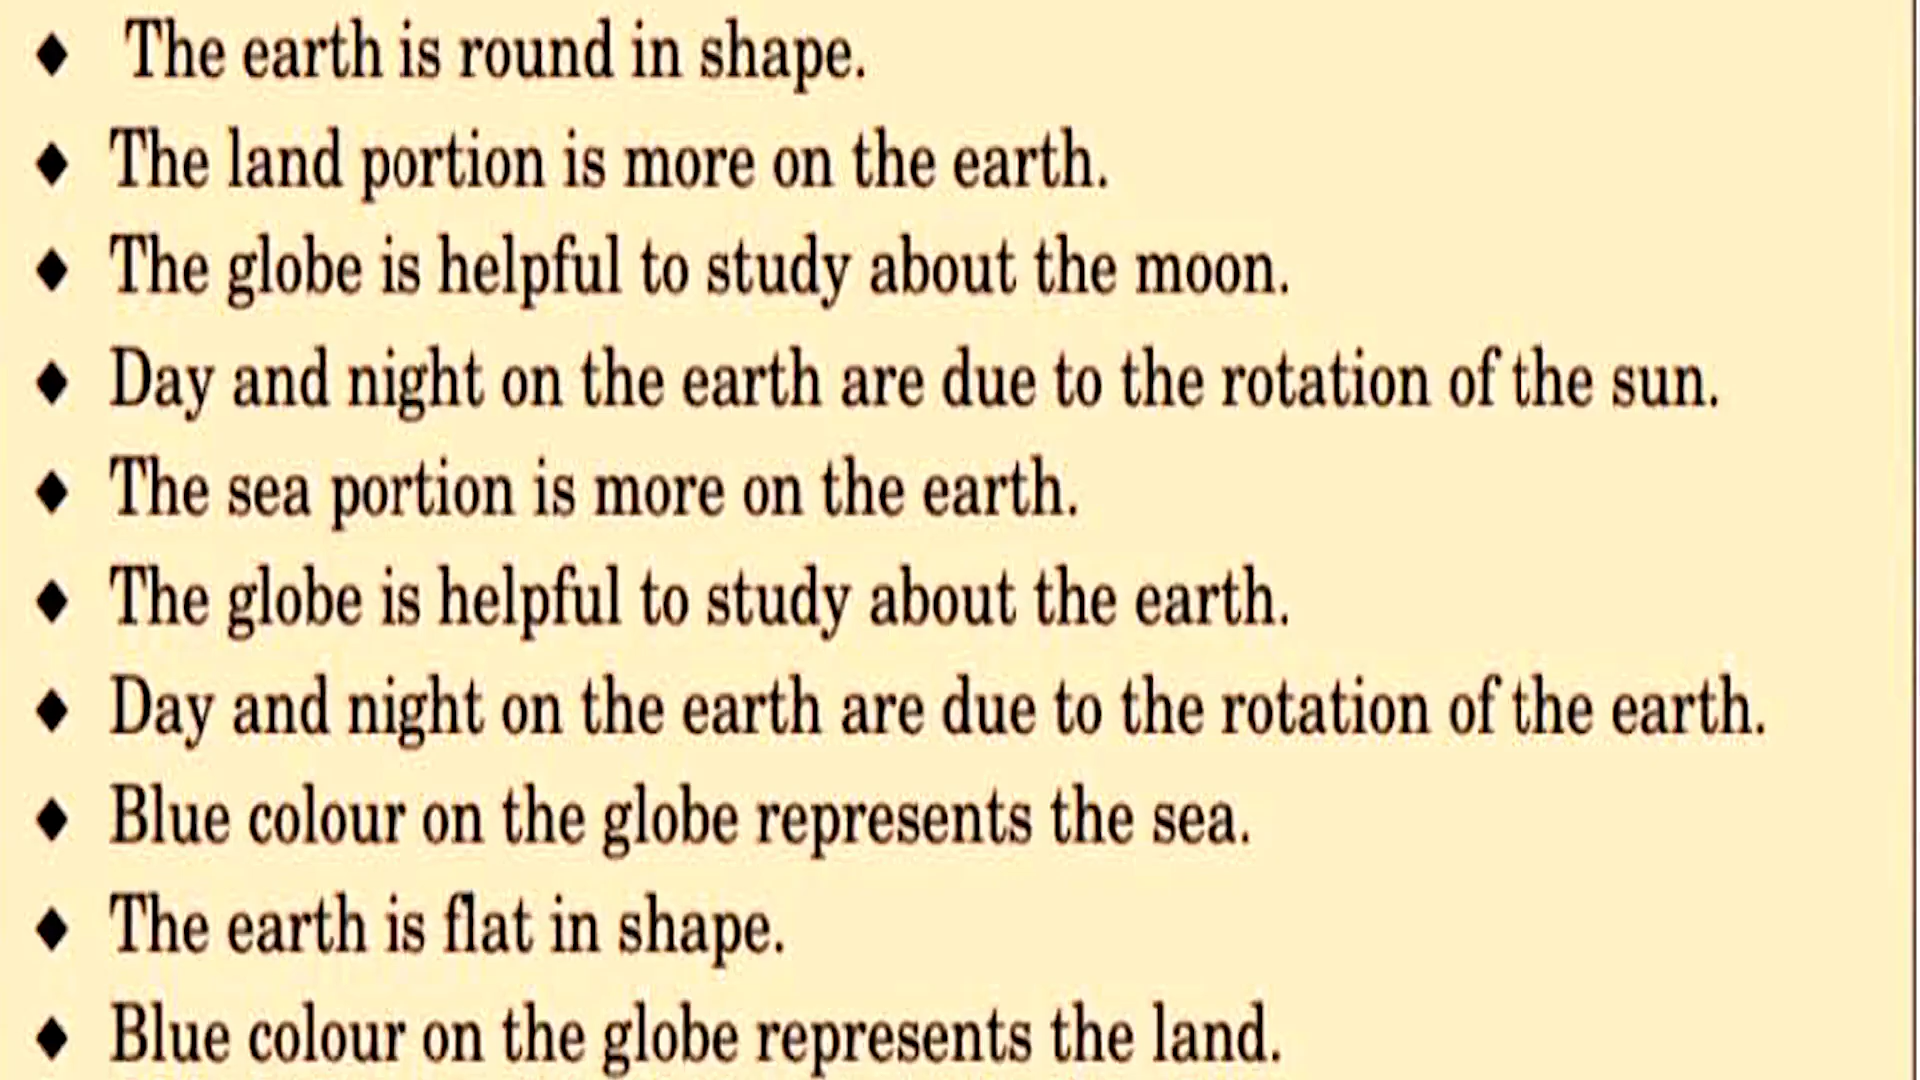 ♦ The earth is round in shape.
♦ The land portion is more on the earth.
♦ The globe is helpful to study about the moon.
♦ Day and night on the earth are due to the rotation of the sun.
♦ The sea portion is more on the earth.
♦ The globe is helpful to study about the earth.
♦ Day and night on the earth are due to the rotation of the earth.
♦ Blue colour on the globe represents the sea.
♦ The earth is flat in shape.
♦ Blue colour on the globe represents the land.